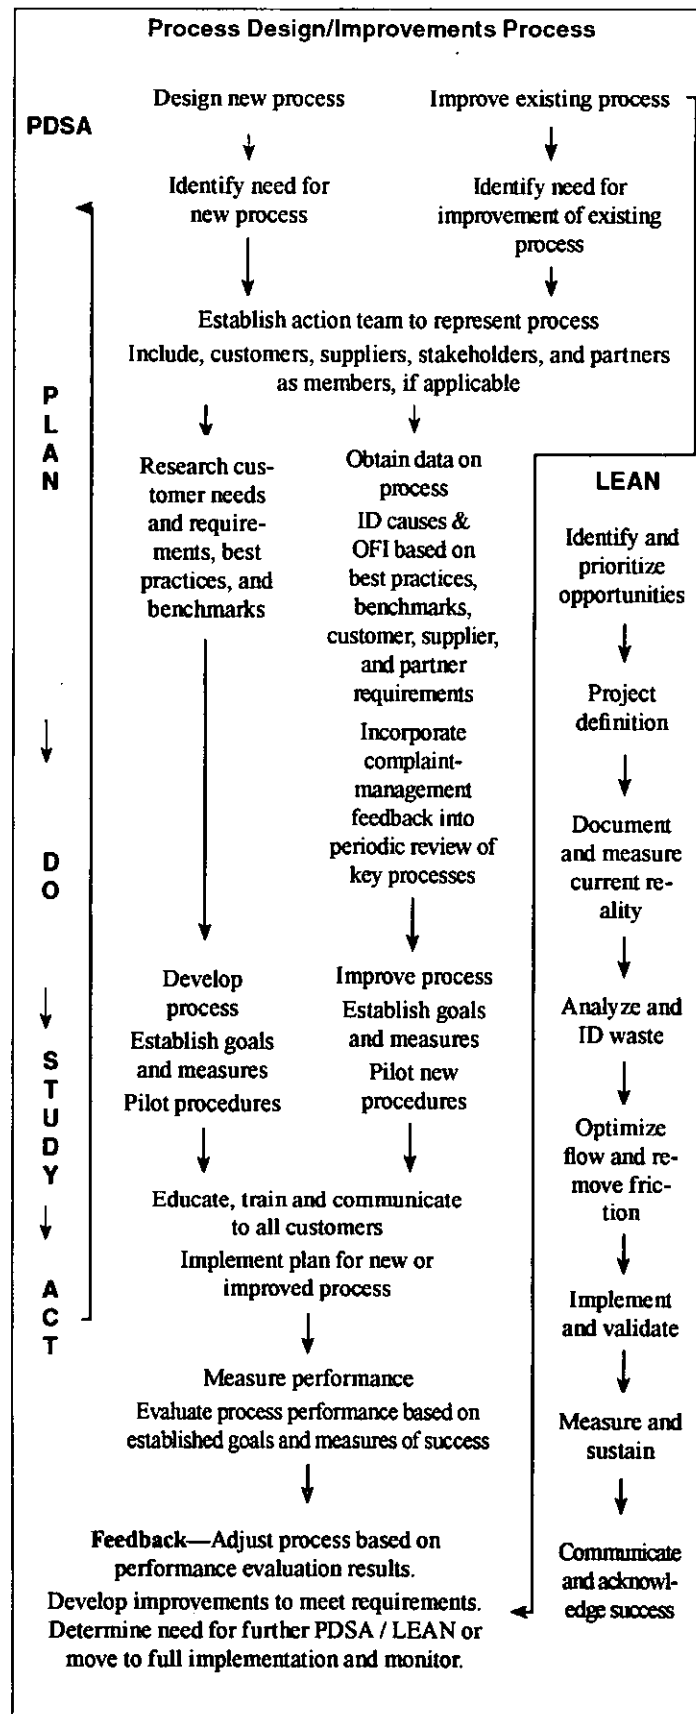 Process Design/Improvements Process
PDSA
Design new process
Improve existing process
Identify need for
new process
Identify need for
improvement of existing
process
Establish action team to represent process
Include, customers, suppliers, stakeholders, and partners
as members, if applicable
P
L
A
N
D
O
S
T
U
D
Y
A
C
T
Research cus-
tomer needs
and require-
ments, best
practices, and
benchmarks
Obtain data on
process
ID causes &
OFI based on
best practices,
benchmarks,
customer, supplier,
and partner
requirements
Incorporate
complaint-
management
feedback into
periodic review of
key processes
Develop
process
Establish goals
and measures
Pilot procedures
Improve process
Establish goals
and measures
Pilot new
procedures
Educate, train and communicate
to all customers
Implement plan for new or
improved process
Measure performance
Evaluate process performance based on
established goals and measures of success
Feedback—Adjust process based on
performance evaluation results.
Develop improvements to meet requirements.
Determine need for further PDSA / LEAN or
move to full implementation and monitor.
LEAN
Identify and
prioritize
opportunities
Project
definition
Document
and measure
current re-
ality
Analyze and
ID waste
Optimize
flow and re-
move fric-
tion
Implement
and validate
Measure and
sustain
Communicate
and acknowl-
edge success